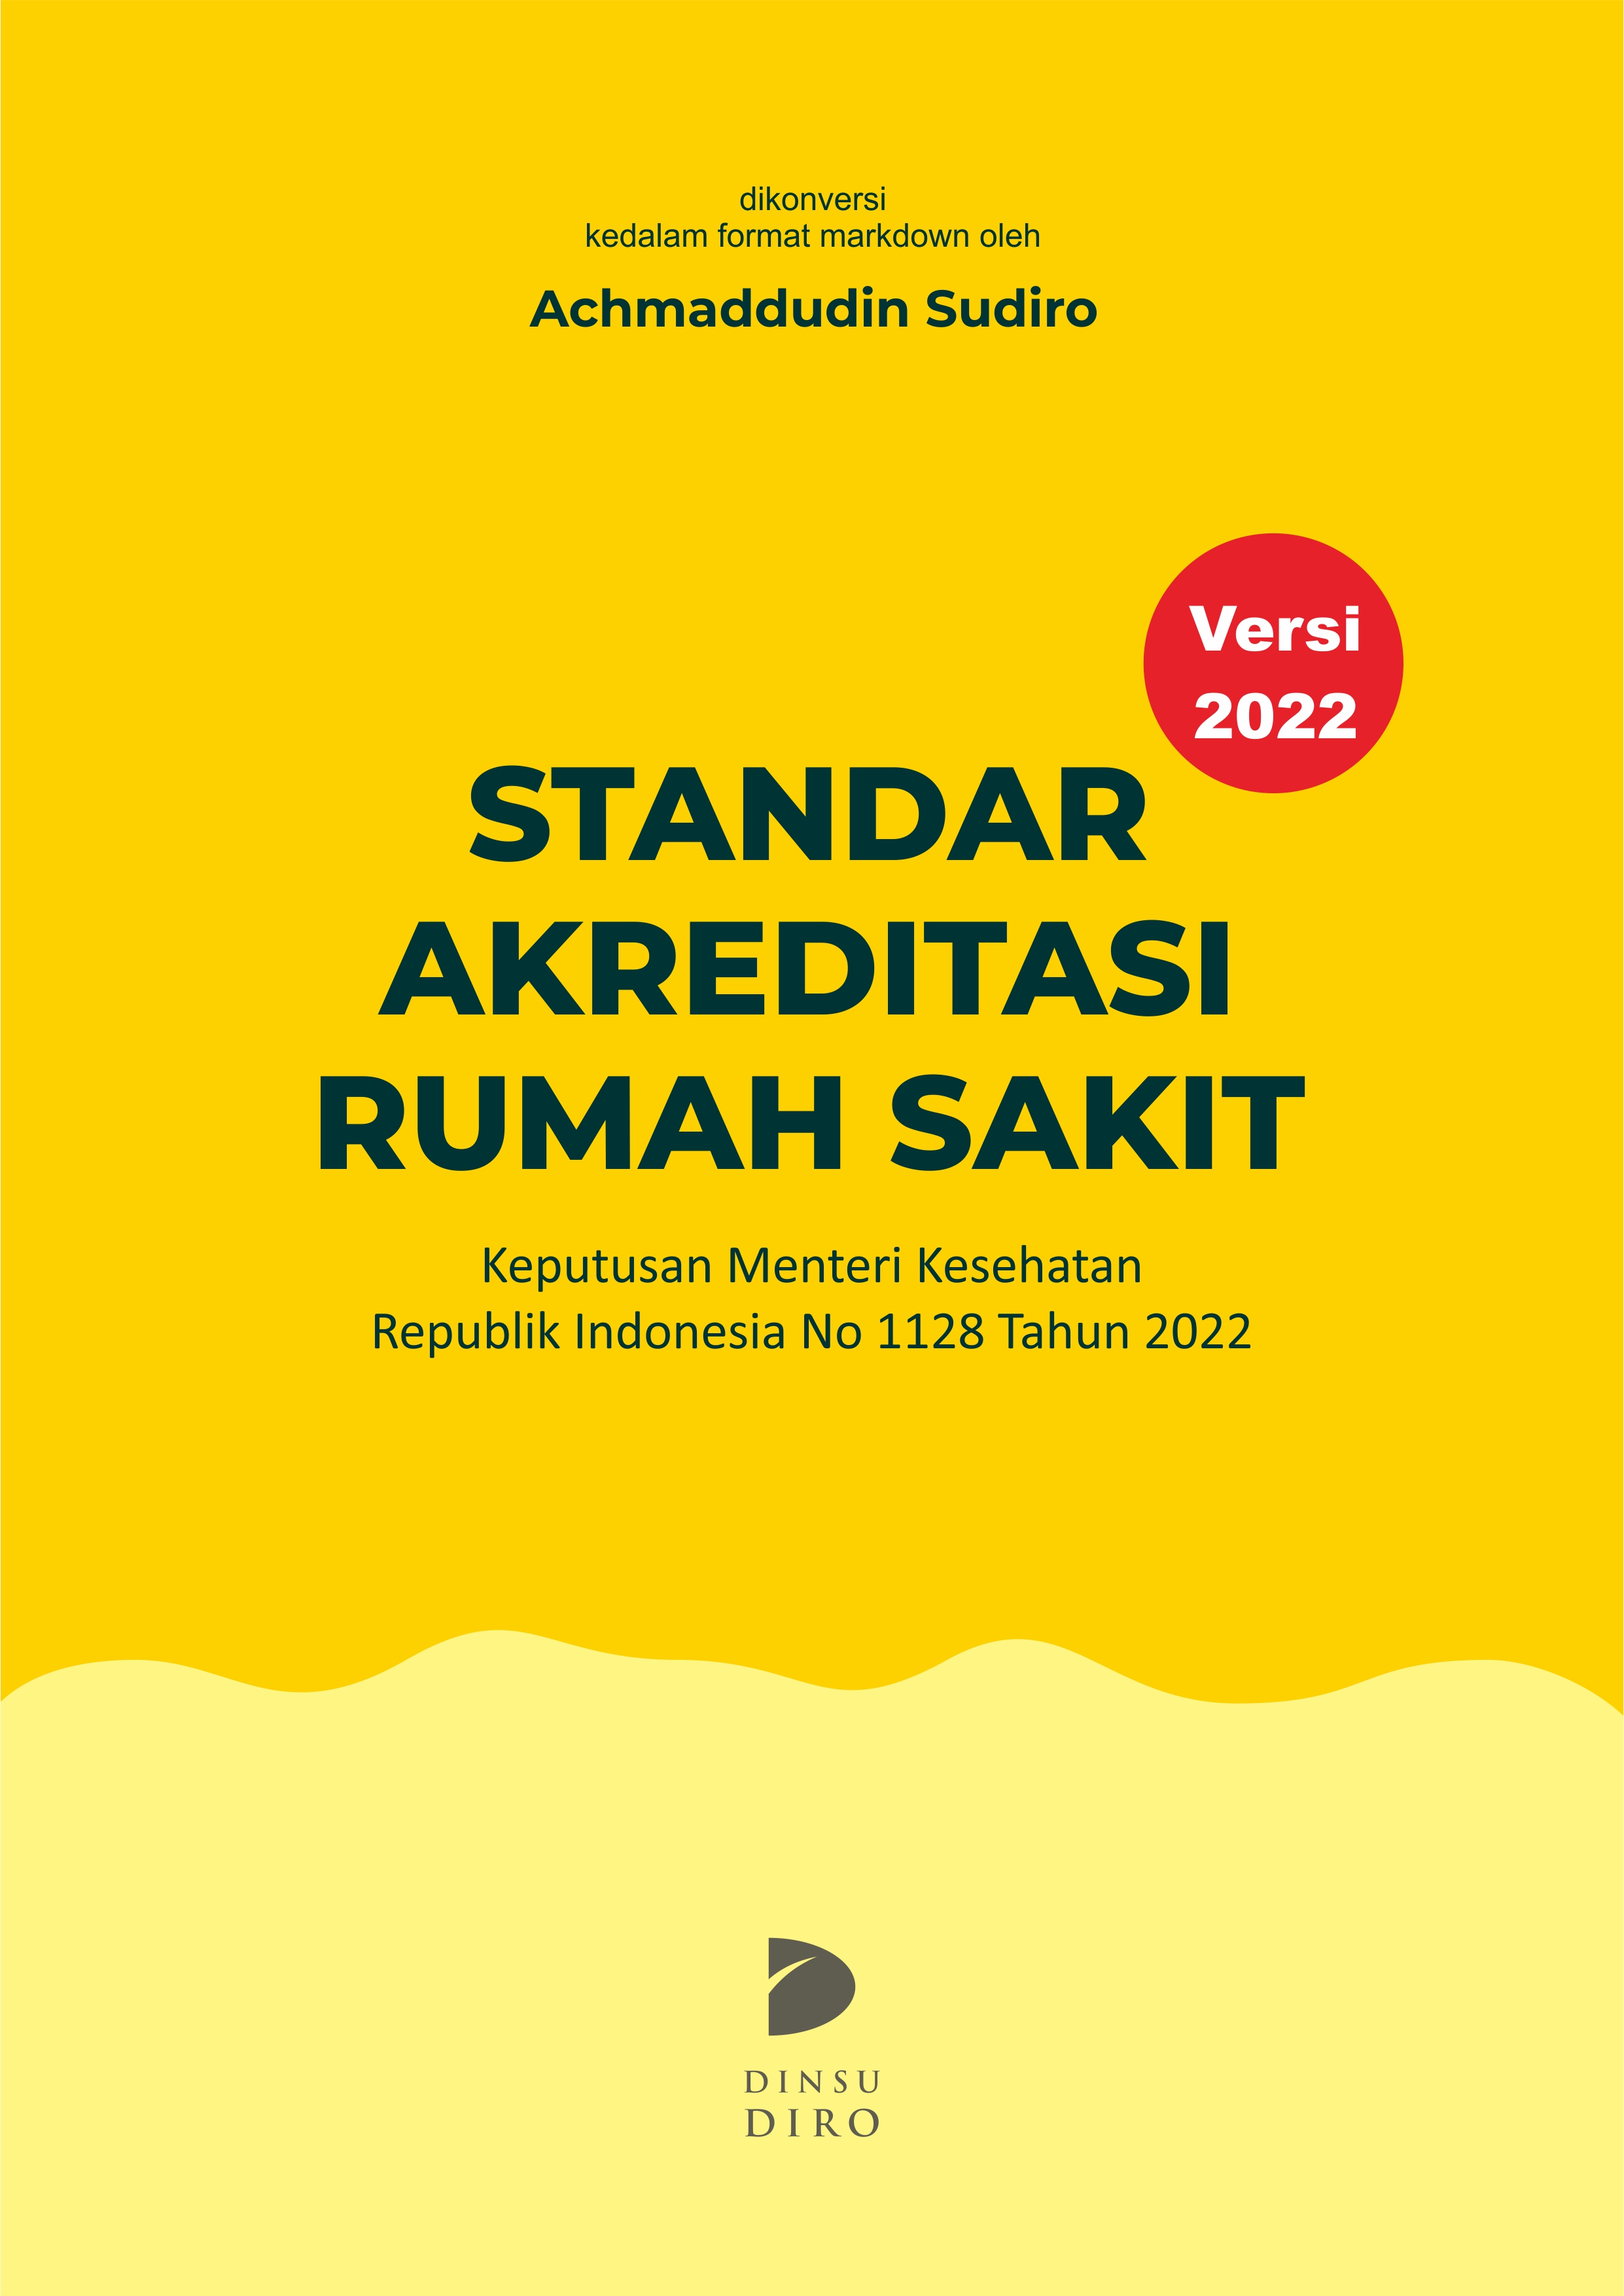 dikonversi
kedalam format markdown oleh
Achmaddudin Sudiro
Versi
2022
STANDAR
AKREDITASI
RUMAH SAKIT
Keputusan Menteri Kesehatan
Republik Indonesia No 1128 Tahun 2022
DINSU
DIRO